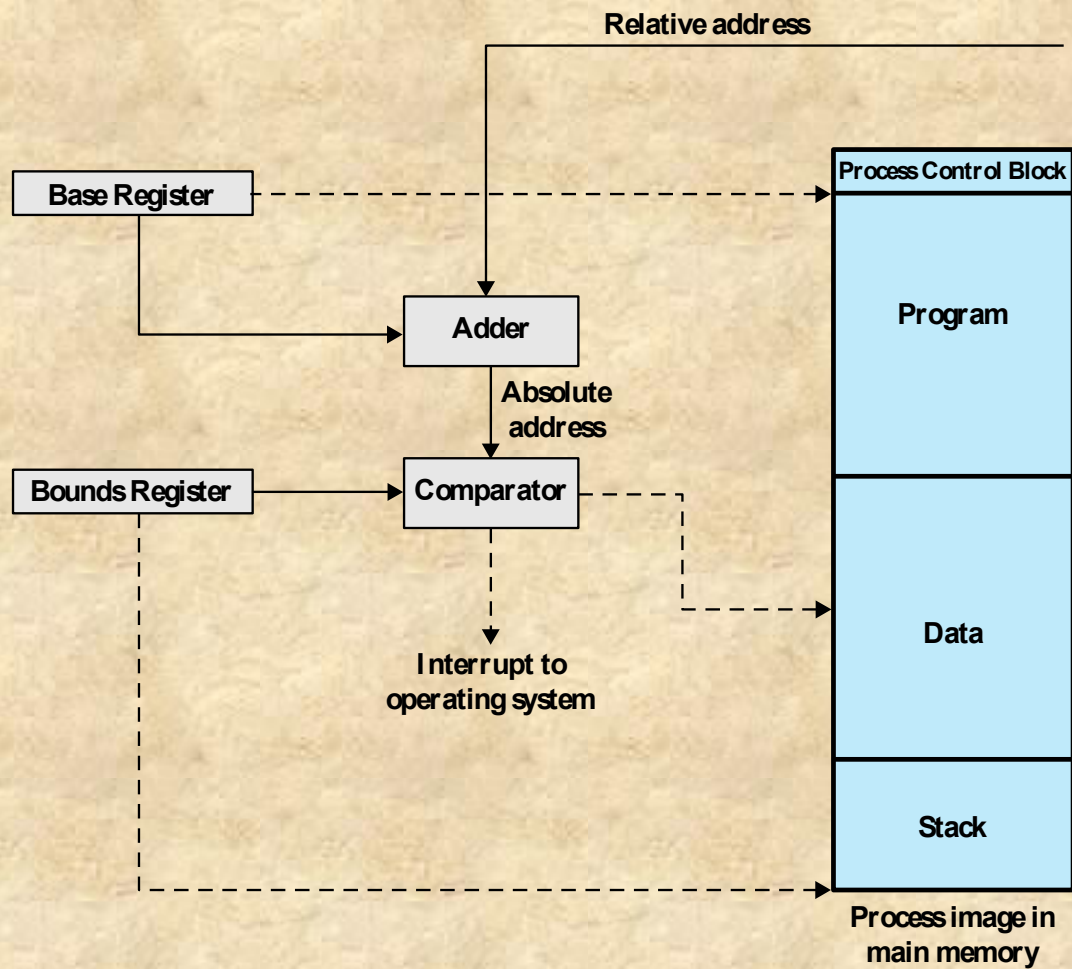 Relative address
Process Control Block
Base Register
Program
Adder
Absolute
address
Bounds Register
Comparator
Data
Interrupt to
operating system
Stack
Process image in
main memory